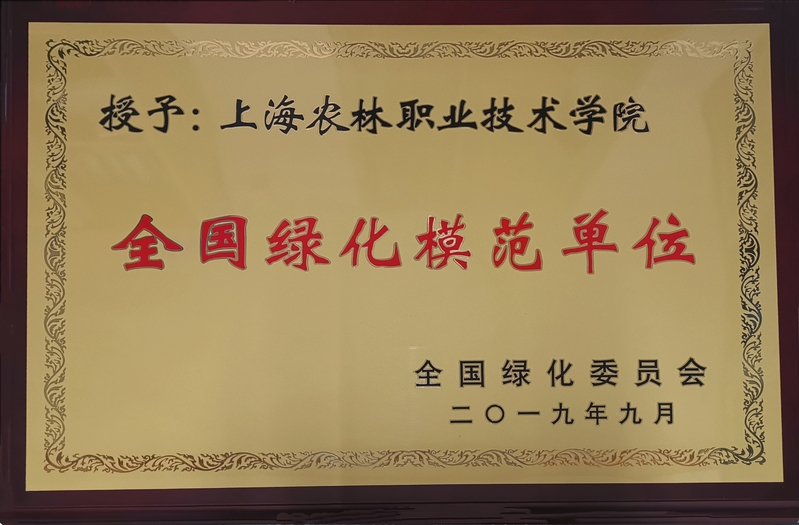 授予：上海农林职业技术学院
全国绿化模范单位
全国绿化委员会
二〇一九年九月